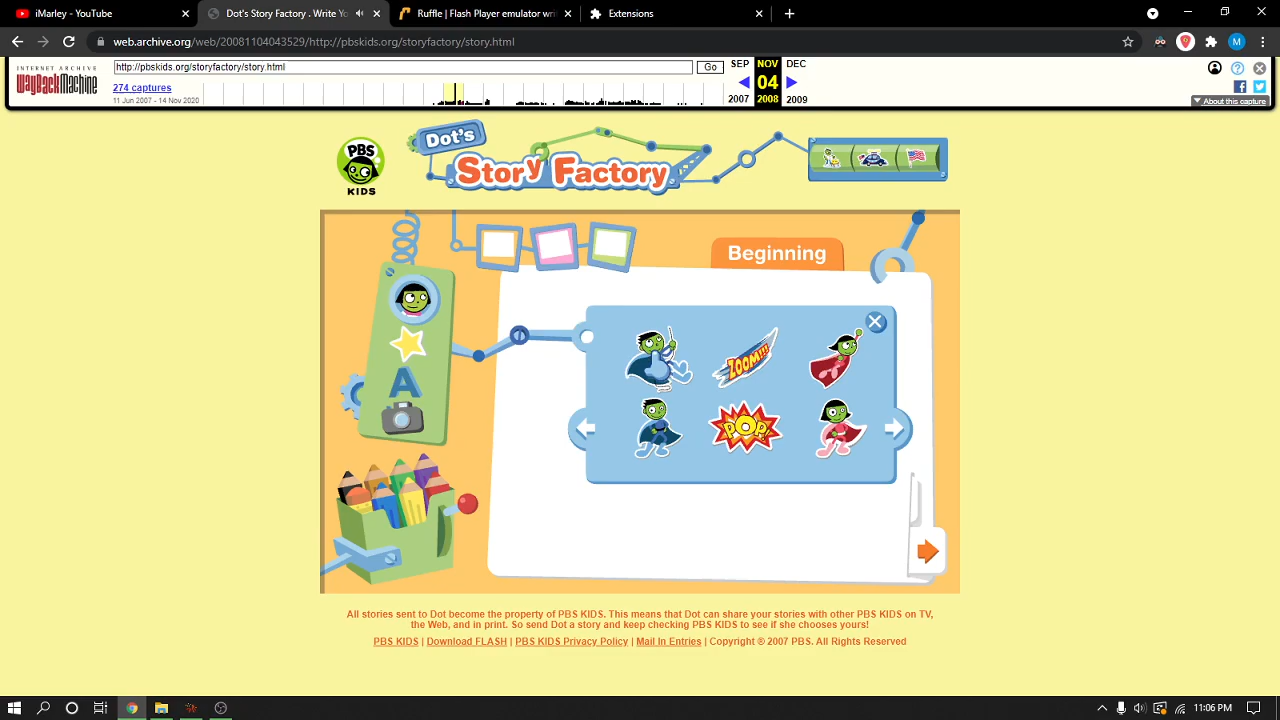 iMarley - YouTube
Dot's Story Factory . Write Yo
Ruffle | Flash Player emulator wri
Extensions
web.archive.org/web/20081104043529/http://pbskids.org/storyfactory/story.html
M
INTERNET ARCHIVE
WayBackMachine
http://pbskids.org/storyfactory/story.html
Go
274 captures
11 Jun 2007 - 14 Nov 2020
SEP NOV DEC
04
2007 2008 2009
About this capture
PBS
KIDS
Dot's
Story Factory
Beginning
ZOOM!!!
A
POP!
All stories sent to Dot become the property of PBS KIDS. This means that Dot can share your stories with other PBS KIDS on TV,
the Web, and in print. So send Dot a story and keep checking PBS KIDS to see if she chooses yours!
PBS KIDS | Download FLASH | PBS KIDS Privacy Policy | Mail In Entries | Copyright ® 2007 PBS. All Rights Reserved
11:06 PM